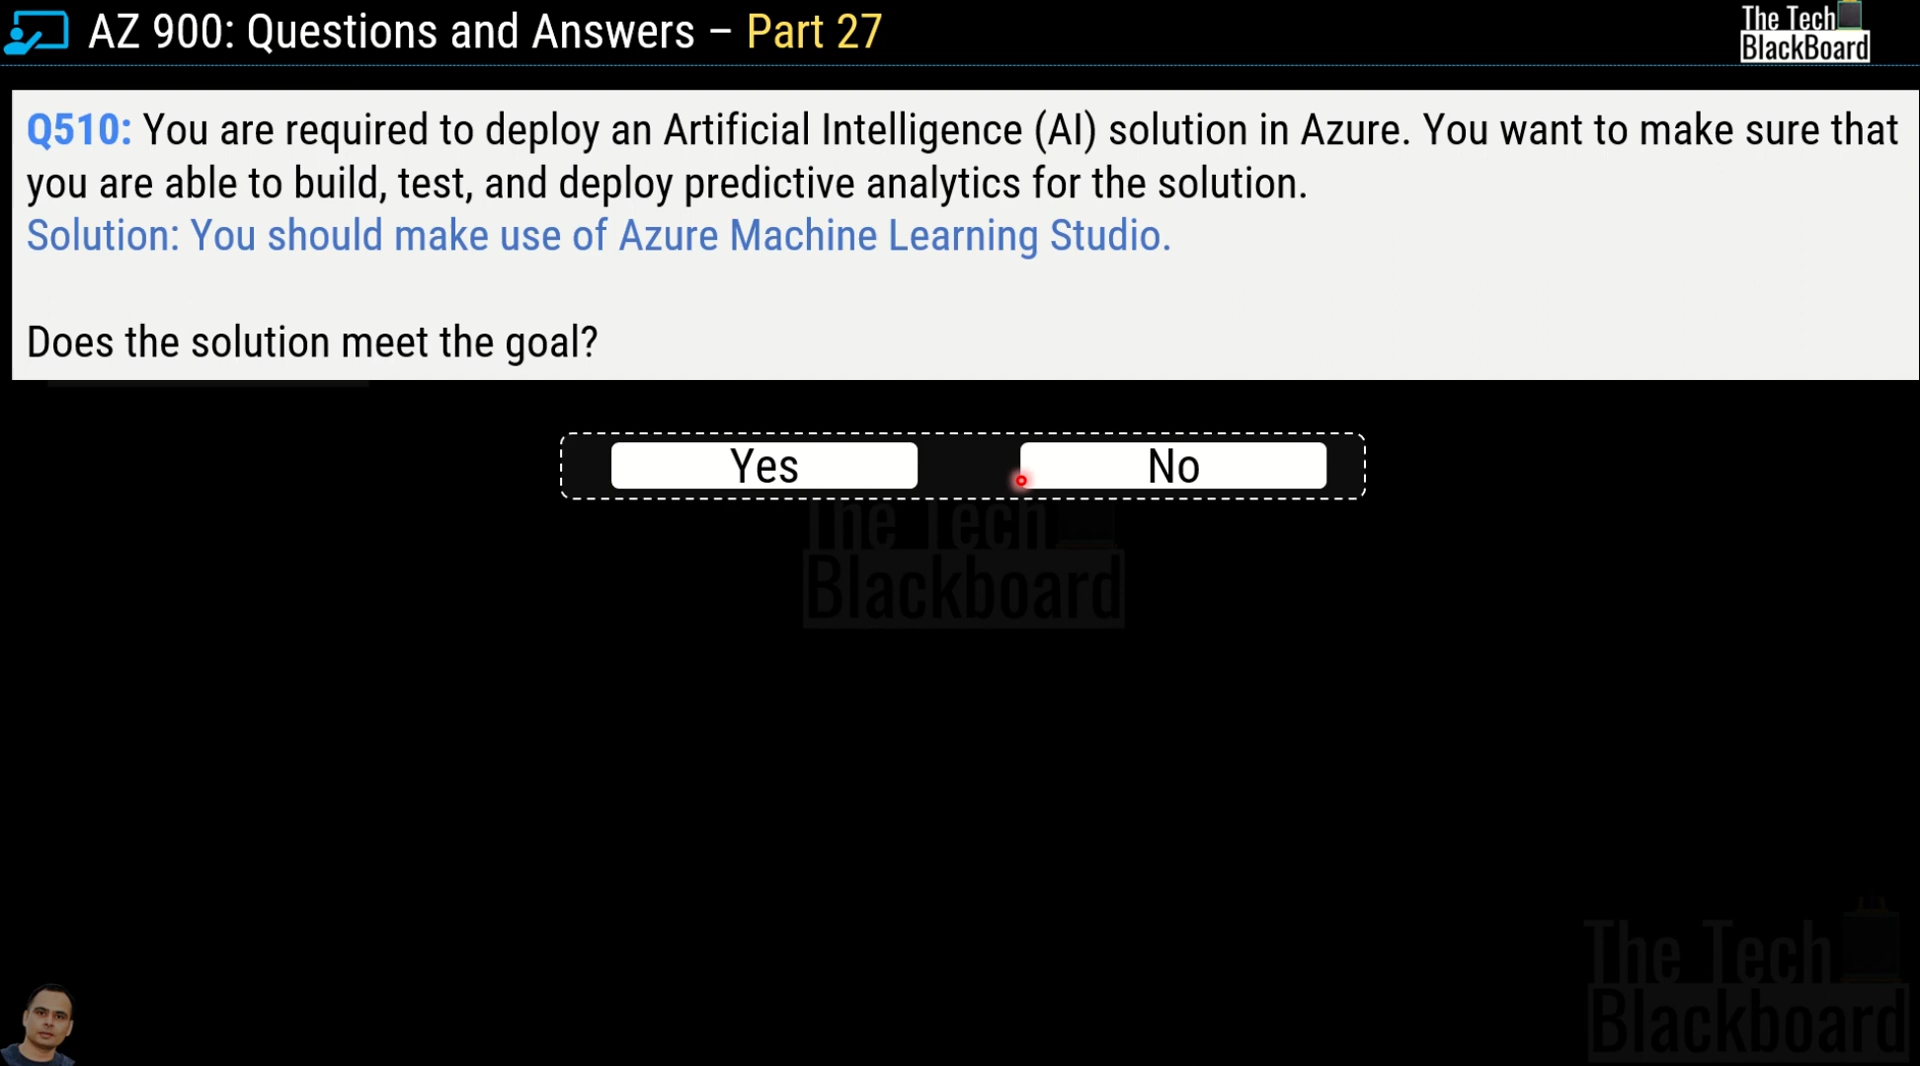 AZ 900: Questions and Answers – Part 27
The Tech
BlackBoard
Q510: You are required to deploy an Artificial Intelligence (AI) solution in Azure. You want to make sure that
you are able to build, test, and deploy predictive analytics for the solution.
Solution: You should make use of Azure Machine Learning Studio.
Does the solution meet the goal?
Yes No
The Tech
Blackboard
The Tech
Blackboard